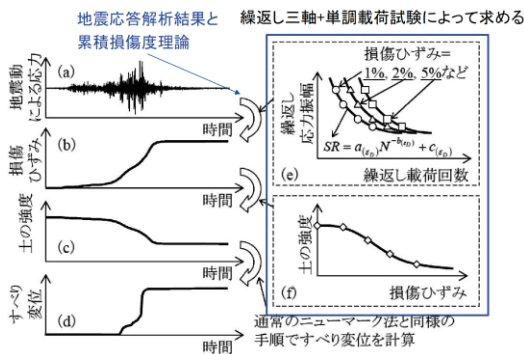 地震応答解析結果と
累積損傷度理論
繰返し三軸+単調載荷試験によって求める
地震動
による応力
(a)
時間
損傷
ひずみ
(b)
時間
土の強度
(c)
時間
すべり
変位
(d)
時間
損傷ひずみ=
1%, 2%, 5%など
繰返し
応力振幅
SR = a(εD)N^-b(εD) + c(εD)
(e)
繰返し載荷回数
土の強度
(f)
損傷ひずみ
通常のニューマーク法と同様の
手順ですべり変位を計算